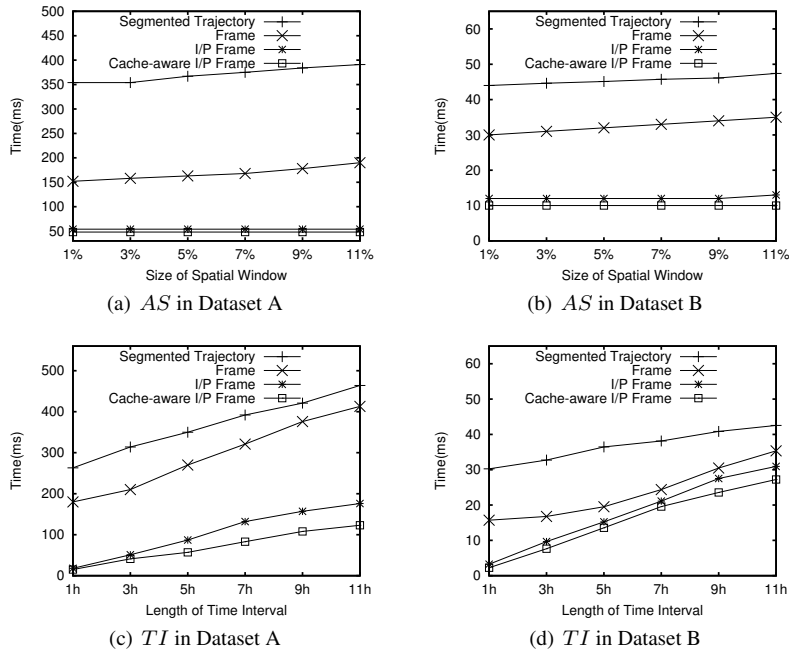 Segmented Trajectory
Frame
I/P Frame
Cache-aware I/P Frame
500
450
400
350
300
250
200
150
100
50
Time(ms)
1% 3% 5% 7% 9% 11%
Size of Spatial Window
(a) AS in Dataset A
Segmented Trajectory
Frame
I/P Frame
Cache-aware I/P Frame
60
50
40
30
20
10
0
Time(ms)
1% 3% 5% 7% 9% 11%
Size of Spatial Window
(b) AS in Dataset B
Segmented Trajectory
Frame
I/P Frame
Cache-aware I/P Frame
500
400
300
200
100
0
Time(ms)
1h 3h 5h 7h 9h 11h
Length of Time Interval
(c) TI in Dataset A
Segmented Trajectory
Frame
I/P Frame
Cache-aware I/P Frame
60
50
40
30
20
10
0
Time(ms)
1h 3h 5h 7h 9h 11h
Length of Time Interval
(d) TI in Dataset B